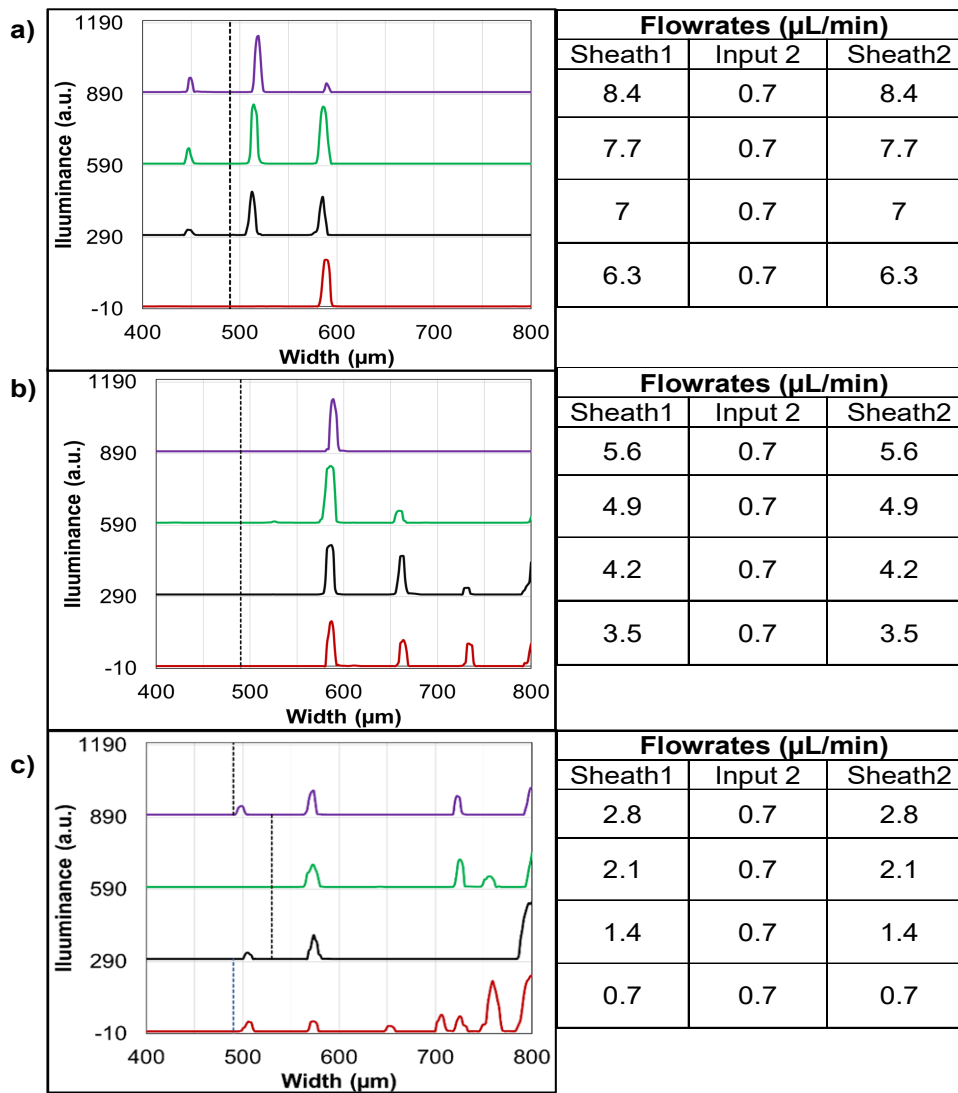 a)
Iluuminance (a.u.)
1190
890
590
290
-10
400 500 600 700 800
Width (µm)
Flowrates (µL/min)
Sheath1 Input 2 Sheath2
8.4 0.7 8.4
7.7 0.7 7.7
7 0.7 7
6.3 0.7 6.3
b)
Iluuminance (a.u.)
1190
890
590
290
-10
400 500 600 700 800
Width (µm)
Flowrates (µL/min)
Sheath1 Input 2 Sheath2
5.6 0.7 5.6
4.9 0.7 4.9
4.2 0.7 4.2
3.5 0.7 3.5
c)
Iluuminance (a.u.)
1190
890
590
290
-10
400 500 600 700 800
Width (µm)
Flowrates (µL/min)
Sheath1 Input 2 Sheath2
2.8 0.7 2.8
2.1 0.7 2.1
1.4 0.7 1.4
0.7 0.7 0.7